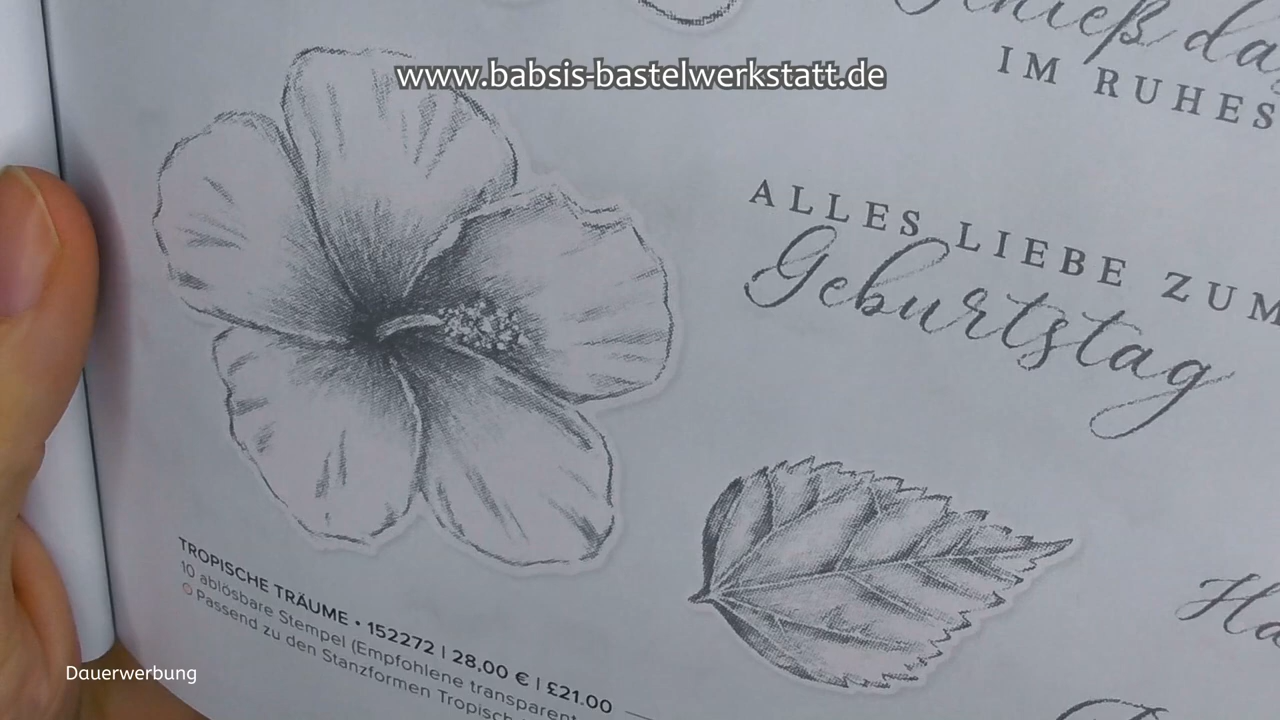 www.babsis-bastelwerkstatt.de
IM RUHES
ALLES LIEBE ZUM
Geburtstag
TROPISCHE TRÄUME • 152272 | 28,00 € | £21.00
10 ablösbare Stempel (Empfohlene transparent
Passend zu den Stanzformen Tropisch
Dauerwerbung